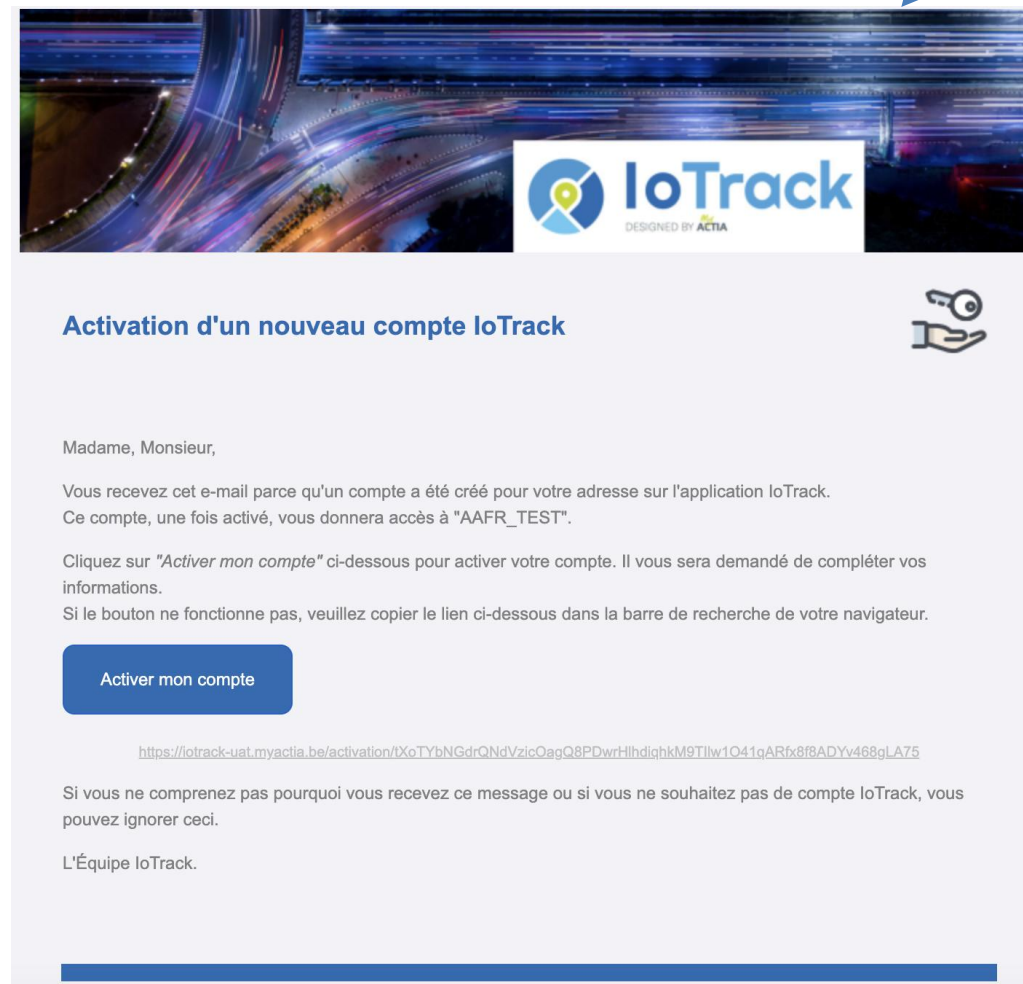 IoTrack
DESIGNED BY My ACTIA
Activation d'un nouveau compte IoTrack
Madame, Monsieur,
Vous recevez cet e-mail parce qu'un compte a été créé pour votre adresse sur l'application IoTrack.
Ce compte, une fois activé, vous donnera accès à "AAFR_TEST".
Cliquez sur "Activer mon compte" ci-dessous pour activer votre compte. Il vous sera demandé de compléter vos
informations.
Si le bouton ne fonctionne pas, veuillez copier le lien ci-dessous dans la barre de recherche de votre navigateur.
Activer mon compte
https://iotrack-uat.myactia.be/activation/tXoTYbNGdrQNdVzicOagQ8PDwrHlhdiqhkM9TIlw1O41qARfx8f8ADYv468gLA75
Si vous ne comprenez pas pourquoi vous recevez ce message ou si vous ne souhaitez pas de compte IoTrack, vous
pouvez ignorer ceci.
L'Équipe IoTrack.